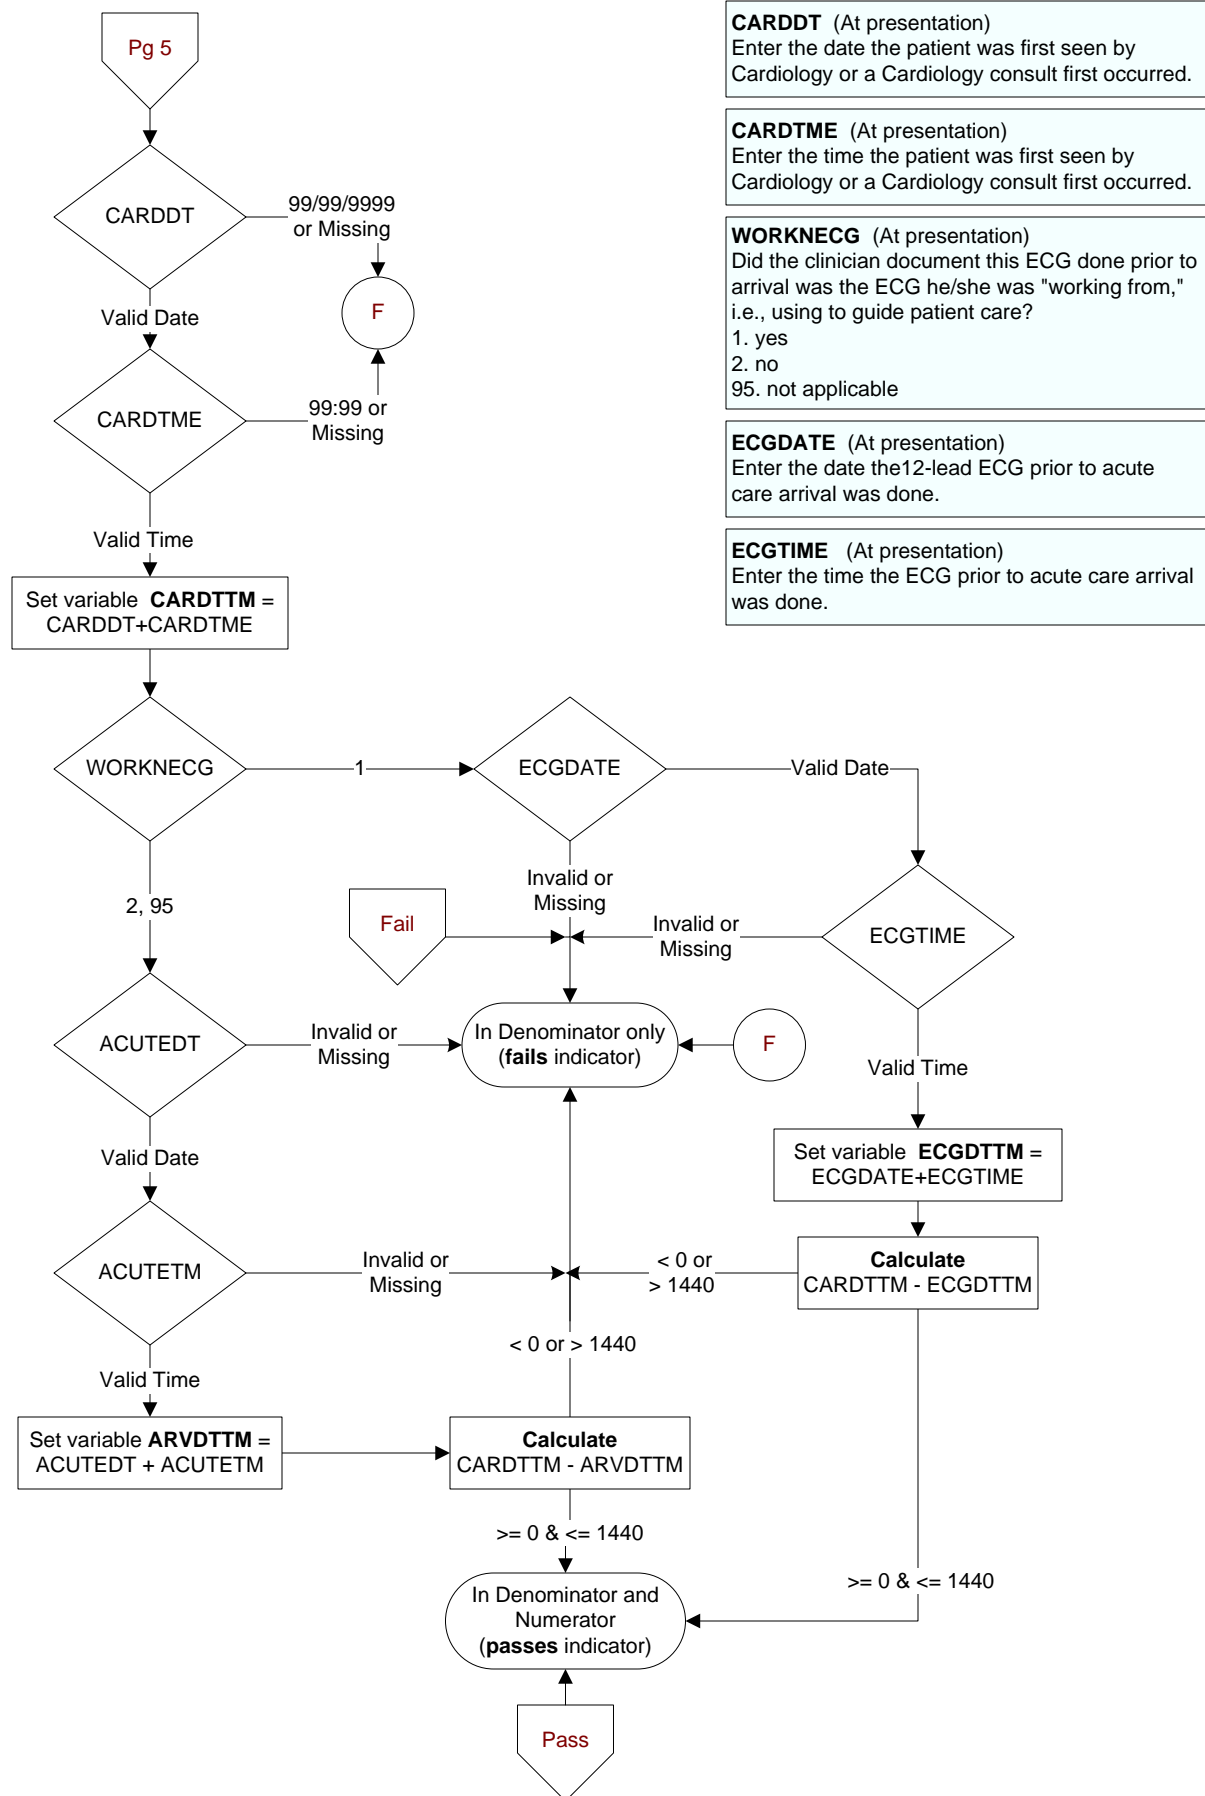 Pg 5
CARDDT (At presentation)
Enter the date the patient was first seen by
Cardiology or a Cardiology consult first occurred.
CARDTME (At presentation)
Enter the time the patient was first seen by
Cardiology or a Cardiology consult first occurred.
WORKNECG (At presentation)
Did the clinician document this ECG done prior to
arrival was the ECG he/she was "working from,"
i.e., using to guide patient care?
1. yes
2. no
95. not applicable
ECGDATE (At presentation)
Enter the date the12-lead ECG prior to acute
care arrival was done.
ECGTIME (At presentation)
Enter the time the ECG prior to acute care arrival
was done.
CARDDT
99/99/9999
or Missing
F
Valid Date
CARDTME
99:99 or
Missing
Valid Time
Set variable CARDTTM =
CARDDT+CARDTME
WORKNECG
1
ECGDATE
Valid Date
2, 95
Invalid or
Missing
Fail
Invalid or
Missing
ECGTIME
ACUTEDT
Invalid or
Missing
In Denominator only
(fails indicator)
F
Valid Time
Valid Date
Set variable ECGDTTM =
ECGDATE+ECGTIME
ACUTETM
Invalid or
Missing
< 0 or
> 1440
Calculate
CARDTTM - ECGDTTM
< 0 or > 1440
Valid Time
Set variable ARVDTTM =
ACUTEDT + ACUTETM
Calculate
CARDTTM - ARVDTTM
>= 0 & <= 1440
>= 0 & <= 1440
In Denominator and
Numerator
(passes indicator)
Pass